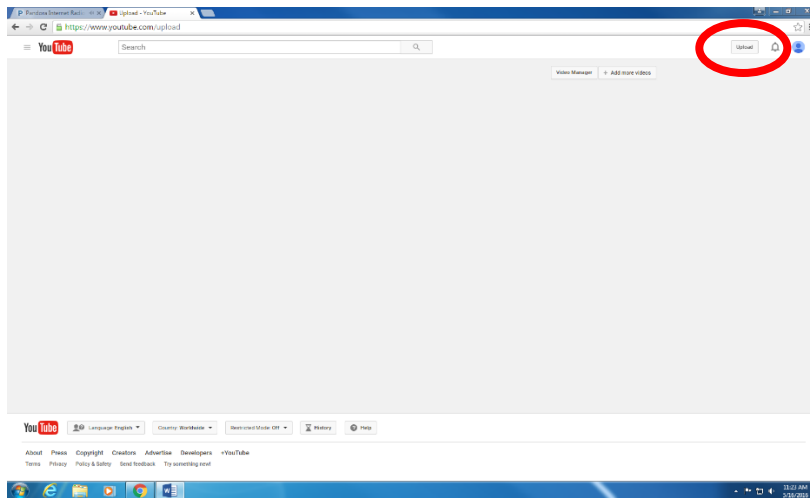 Pandora Internet Radi
Upload - YouTube
https://www.youtube.com/upload
YouTube
Search
Upload
Video Manager
+ Add more videos
YouTube
Language: English
Country: Worldwide
Restricted Mode: Off
History
Help
About Press Copyright Creators Advertise Developers +YouTube
Terms Privacy Policy & Safety Send feedback Try something new!
11:23 AM